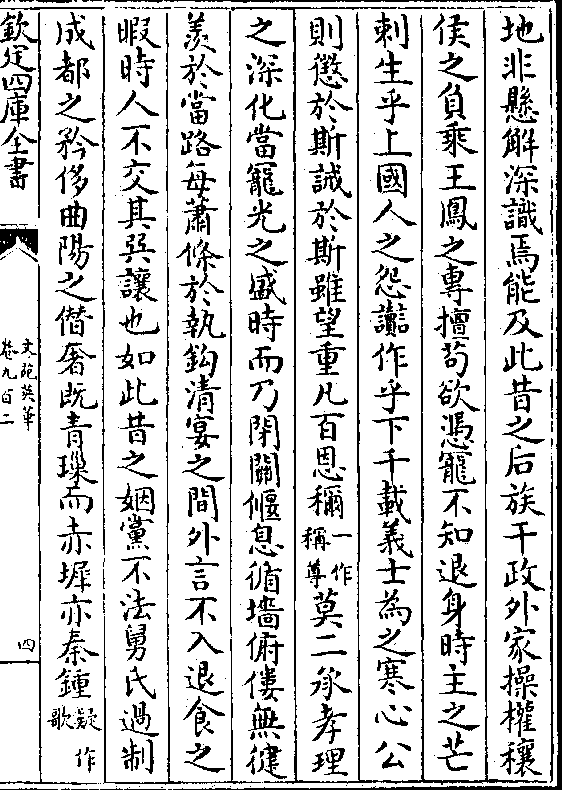 地非懸解深識焉能及此昔之后族干政外家操權穰
侯之負乘王鳳之專擅茍欲憑寵不知退身時主之芒
刺生乎上國人之怨讟作乎下千載義士為之寒心公
則懲於斯誡於斯雖望重凡百恩稱一作稱尊莫二承孝理
之深化當寵光之盛時而乃閉關偃息循墻俯僂無健
羨於當路每蕭條於執鈞清宴之間外言不入退食之
暇時人不交其巽讓也如此昔之姻黨不法舅氏過制
成都之矜侈曲陽之僣奢既青璅而赤墀亦秦鍾疑作歌
欽定四庫全書
文苑英華
卷九百二
四